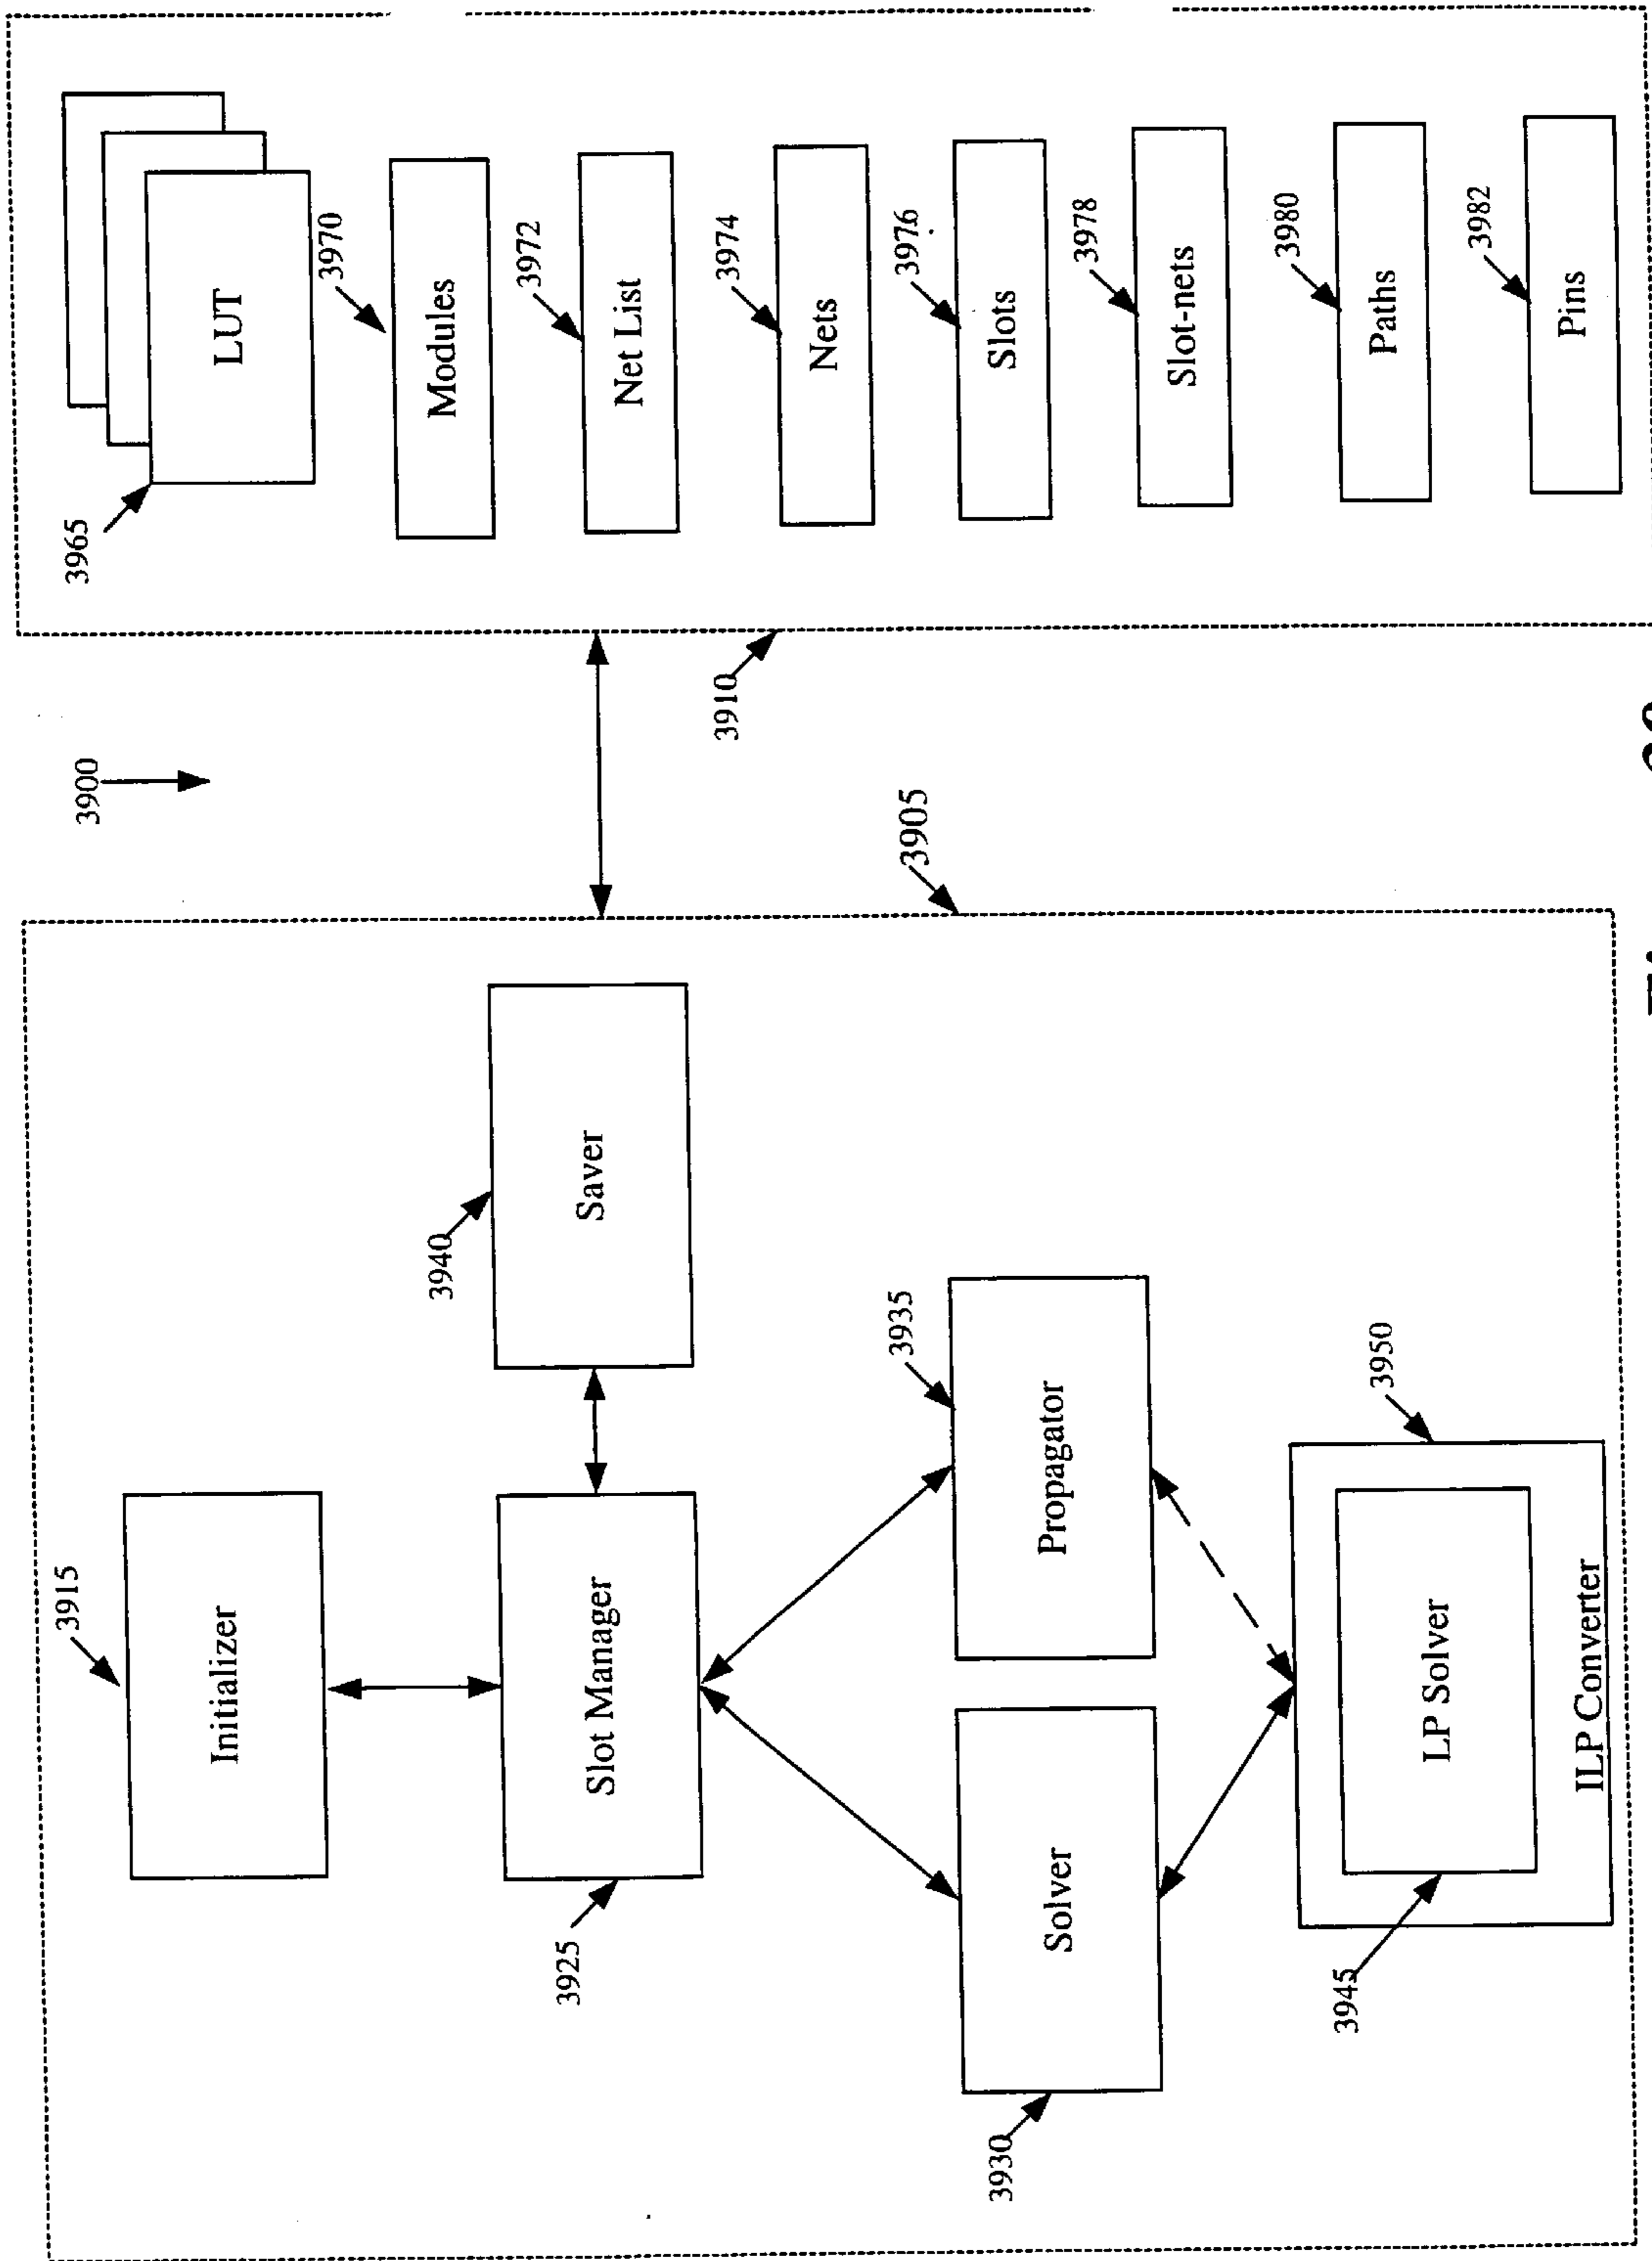 3900
3905
3915
Initializer
3925
Slot Manager
3940
Saver
3930
Solver
3935
Propagator
3945
LP Solver
ILP Converter
3950
3910
3965
LUT
3970
Modules
3972
Net List
3974
Nets
3976
Slots
3978
Slot-nets
3980
Paths
3982
Pins